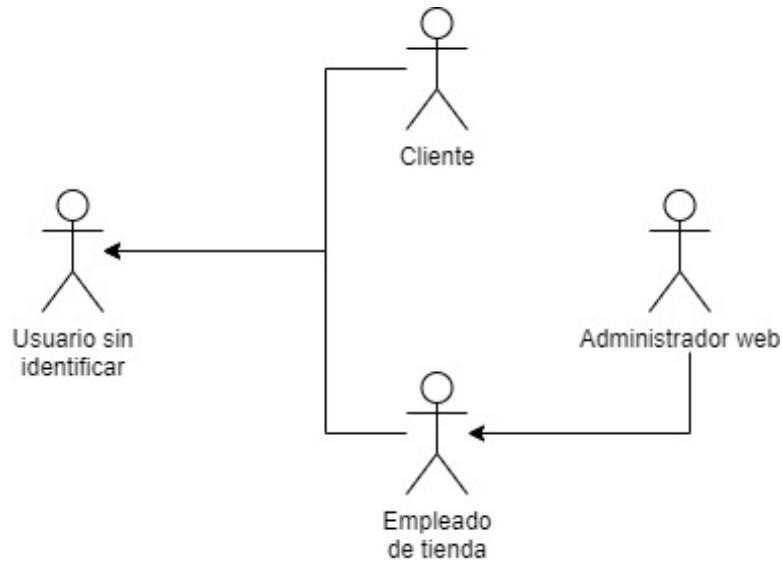 Cliente
Usuario sin
identificar
Administrador web
Empleado
de tienda